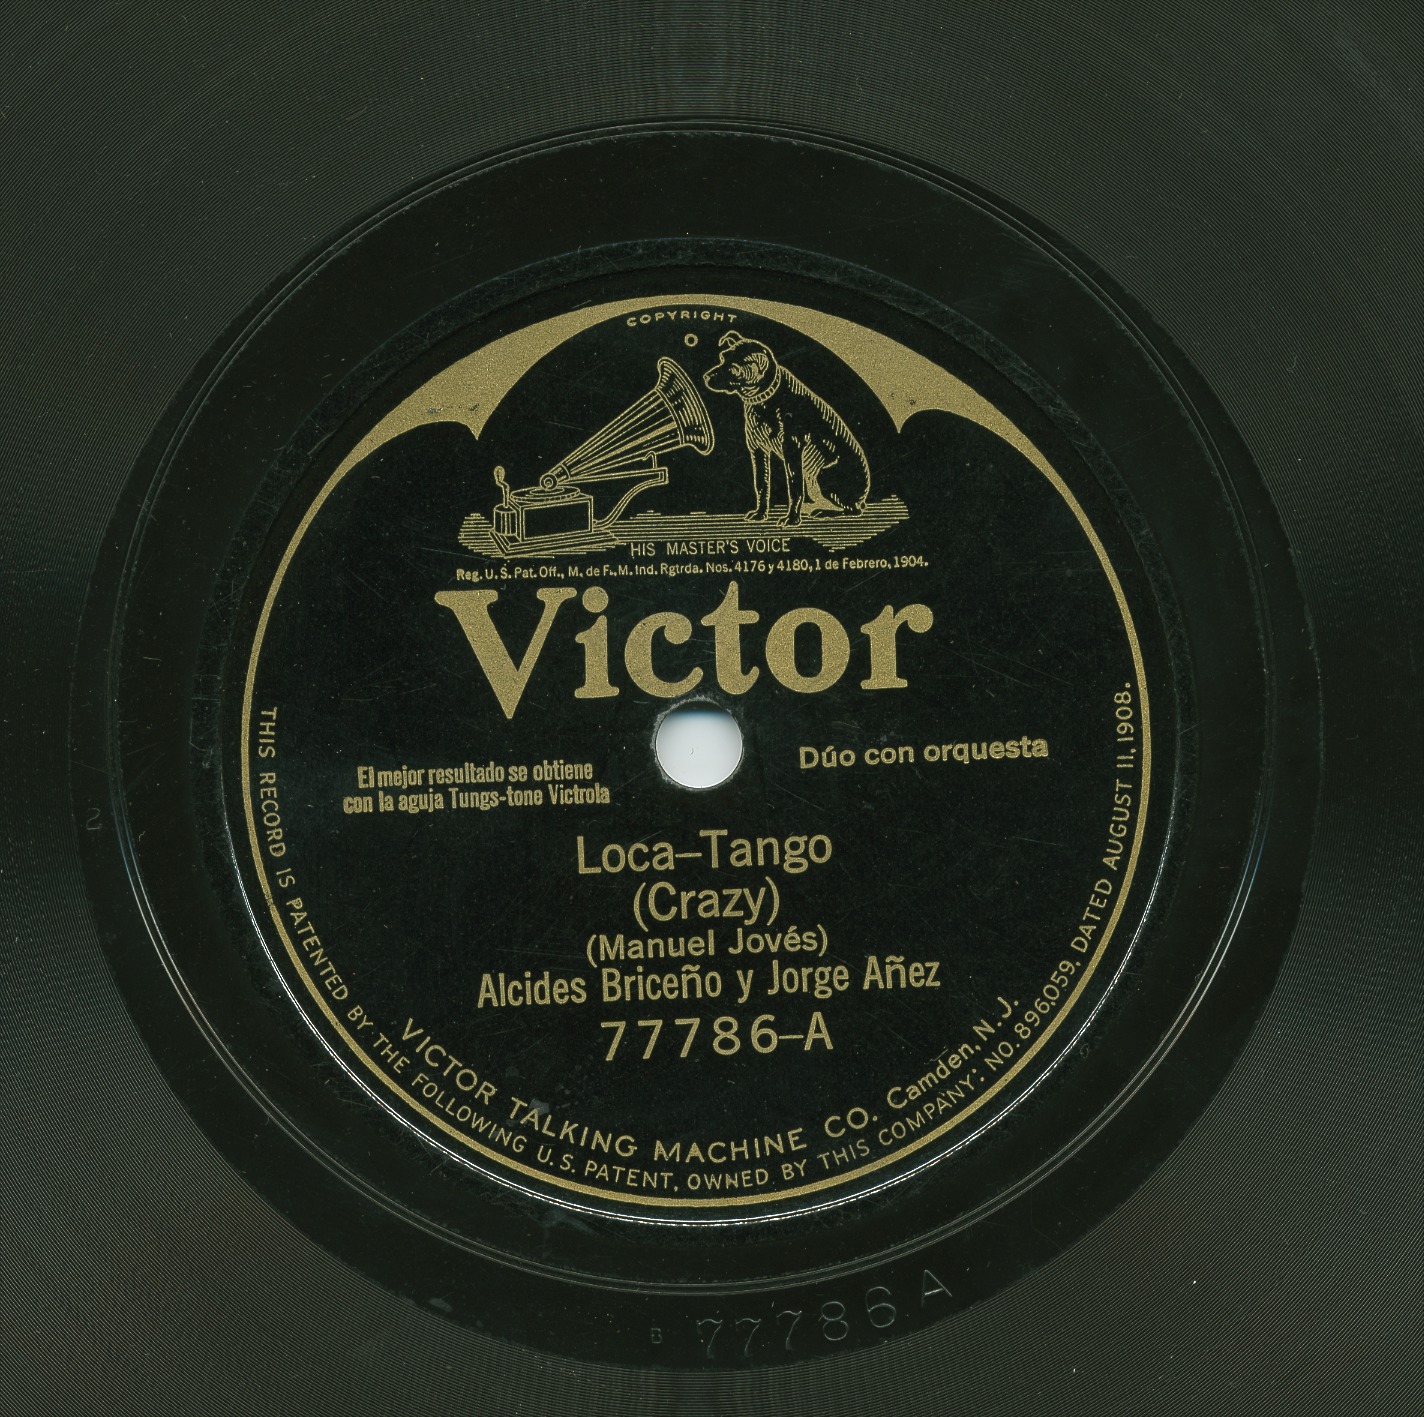 COPYRIGHT
HIS MASTER'S VOICE
Reg. U. S. Pat. Off., M. de F., M. Ind. Rgtrda. Nos. 4176 y 4180, 1 de Febrero, 1904.
Victor
El mejor resultado se obtiene
con la aguja Tungs-tone Victrola
Dúo con orquesta
Loca–Tango
(Crazy)
(Manuel Jovés)
Alcides Briceño y Jorge Añez
77786–A
VICTOR TALKING MACHINE CO. Camden, N. J.
THIS RECORD IS PATENTED BY THE FOLLOWING U. S. PATENT, OWNED BY THIS COMPANY: NO. 896,059, DATED AUGUST 11, 1908.
2
B 77786 A